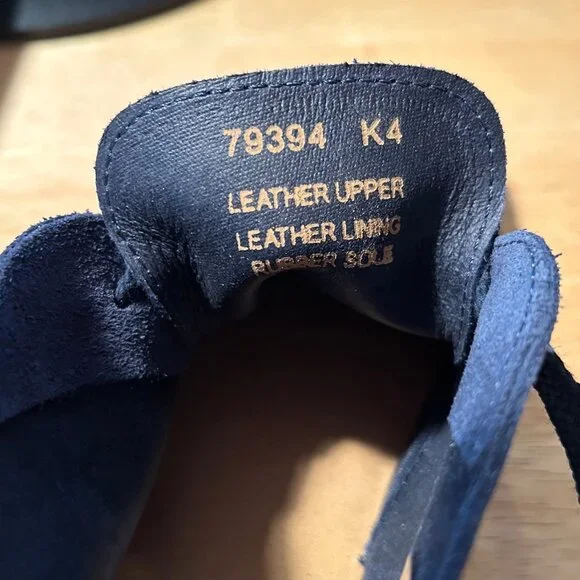 79394 K4
LEATHER UPPER
LEATHER LINING
RUBBER SOLE